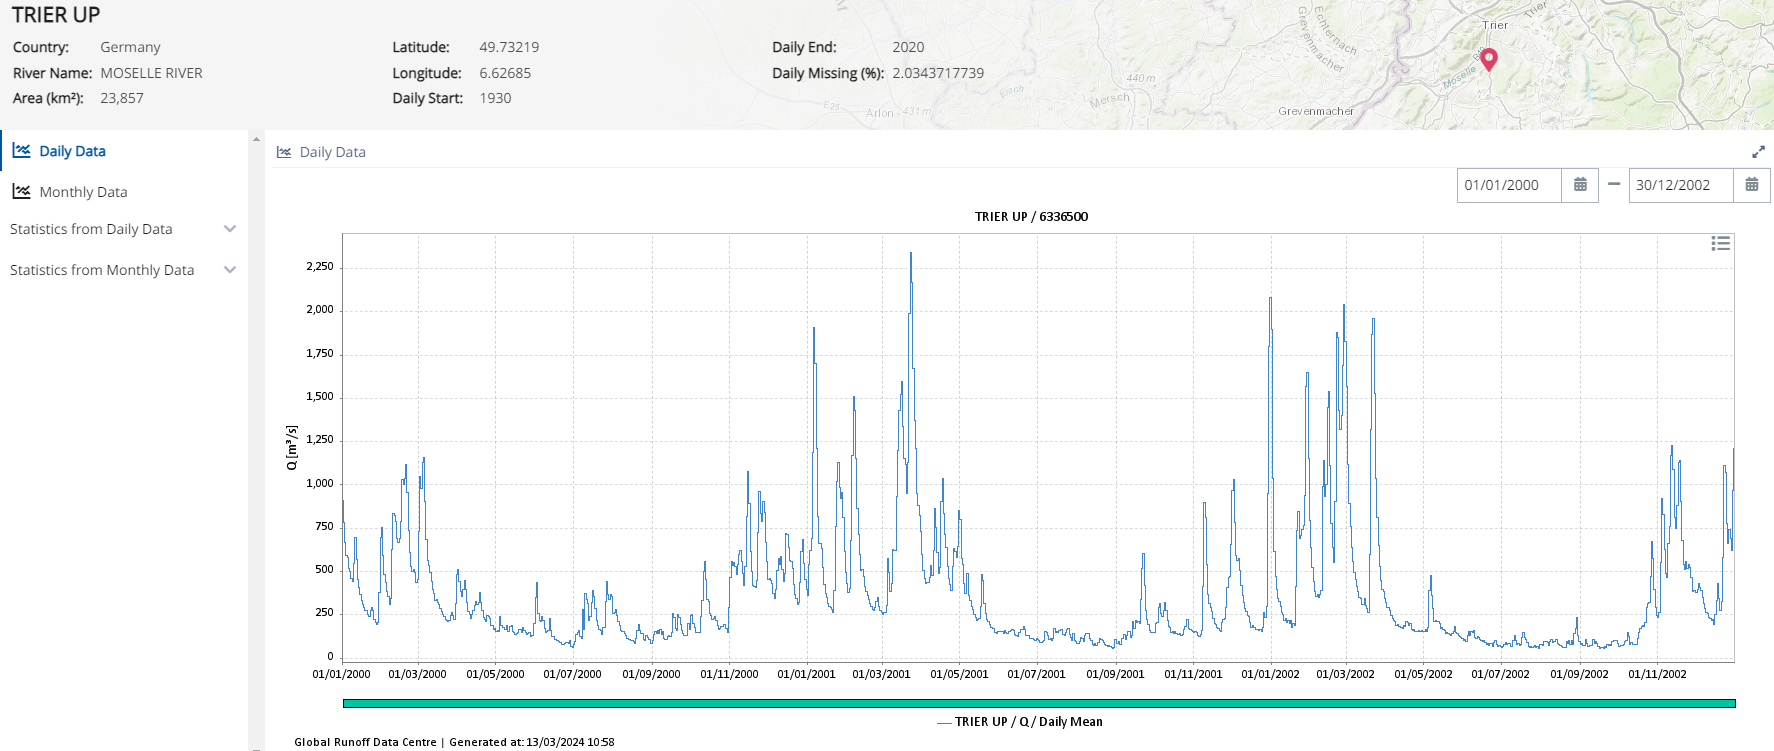 TRIER UP
Country: Germany
River Name: MOSELLE RIVER
Area (km²): 23,857
Latitude: 49.73219
Longitude: 6.62685
Daily Start: 1930
Daily End: 2020
Daily Missing (%): 2.0343717739
Trier
Trier
Echternach
Grevenmacher
Moselle
440 m
Eisch
Mersch
E25
Arlon - 431 m
Grevenmacher
Daily Data
Monthly Data
Statistics from Daily Data
Statistics from Monthly Data
Daily Data
01/01/2000 – 30/12/2002
TRIER UP / 6336500
Q [m³/s]
2,250
2,000
1,750
1,500
1,250
1,000
750
500
250
0
01/01/2000 01/03/2000 01/05/2000 01/07/2000 01/09/2000 01/11/2000 01/01/2001 01/03/2001 01/05/2001 01/07/2001 01/09/2001 01/11/2001 01/01/2002 01/03/2002 01/05/2002 01/07/2002 01/09/2002 01/11/2002
TRIER UP / Q / Daily Mean
Global Runoff Data Centre | Generated at: 13/03/2024 10:58